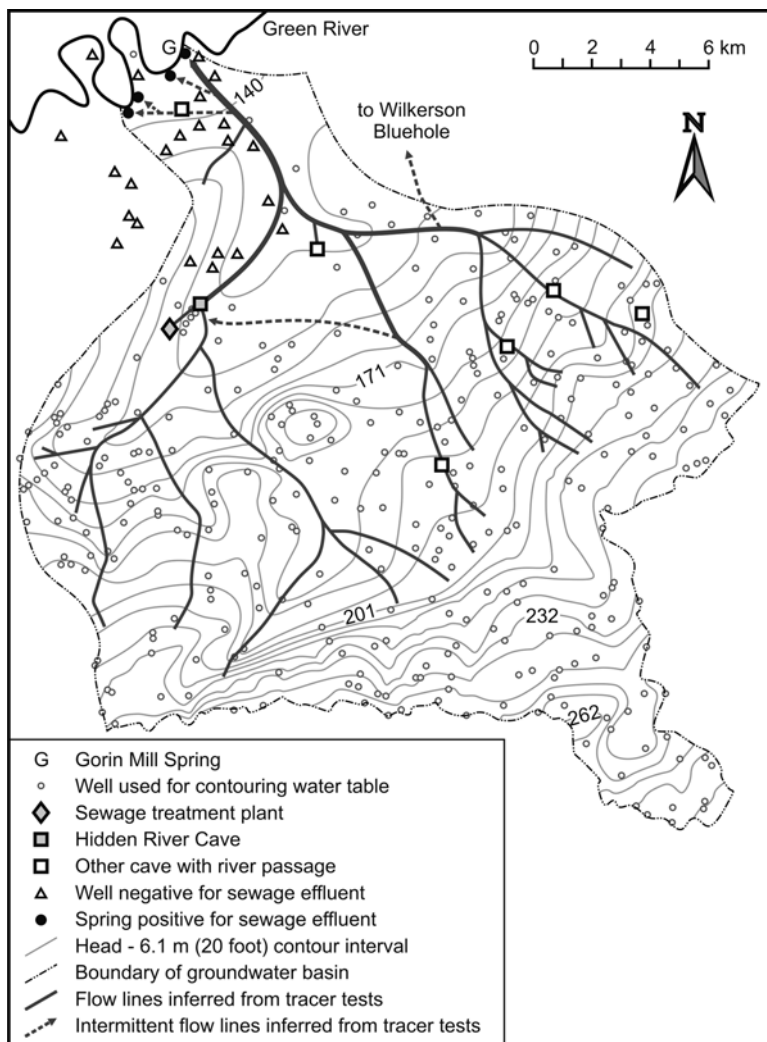 Green River
G
0 2 4 6 km
140
to Wilkerson
Bluehole
N
171
201
232
262
G Gorin Mill Spring
Well used for contouring water table
Sewage treatment plant
Hidden River Cave
Other cave with river passage
Well negative for sewage effluent
Spring positive for sewage effluent
Head - 6.1 m (20 foot) contour interval
Boundary of groundwater basin
Flow lines inferred from tracer tests
Intermittent flow lines inferred from tracer tests